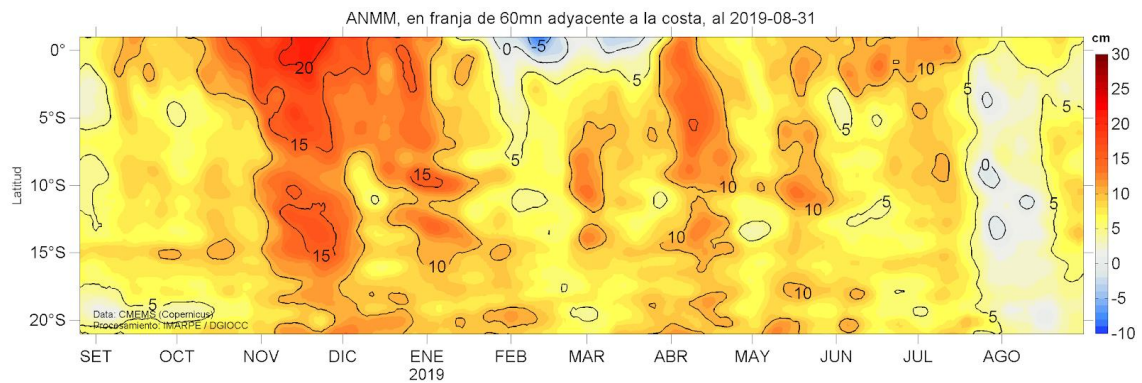 ANMM, en franja de 60mn adyacente a la costa, al 2019-08-31
cm
0°
5°S
10°S
15°S
20°S
Latitud
0
-5
20
5
10
5
5
15
5
5
0
15
10
5
15
10
10
5
5
10
10
5
5
Data: CMEMS (Copernicus)
Procesamiento: IMARPE / DGIOCC
30
25
20
15
10
5
0
-5
-10
SET
OCT
NOV
DIC
ENE
FEB
MAR
ABR
MAY
JUN
JUL
AGO
2019